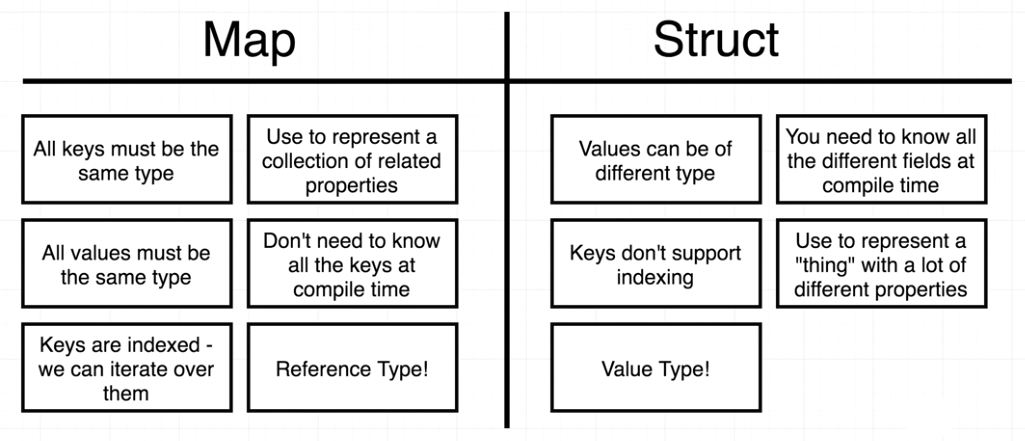 Map
Struct
All keys must be the
same type
Use to represent a
collection of related
properties
Values can be of
different type
You need to know all
the different fields at
compile time
All values must be
the same type
Don't need to know
all the keys at
compile time
Keys don't support
indexing
Use to represent a
"thing" with a lot of
different properties
Keys are indexed -
we can iterate over
them
Reference Type!
Value Type!